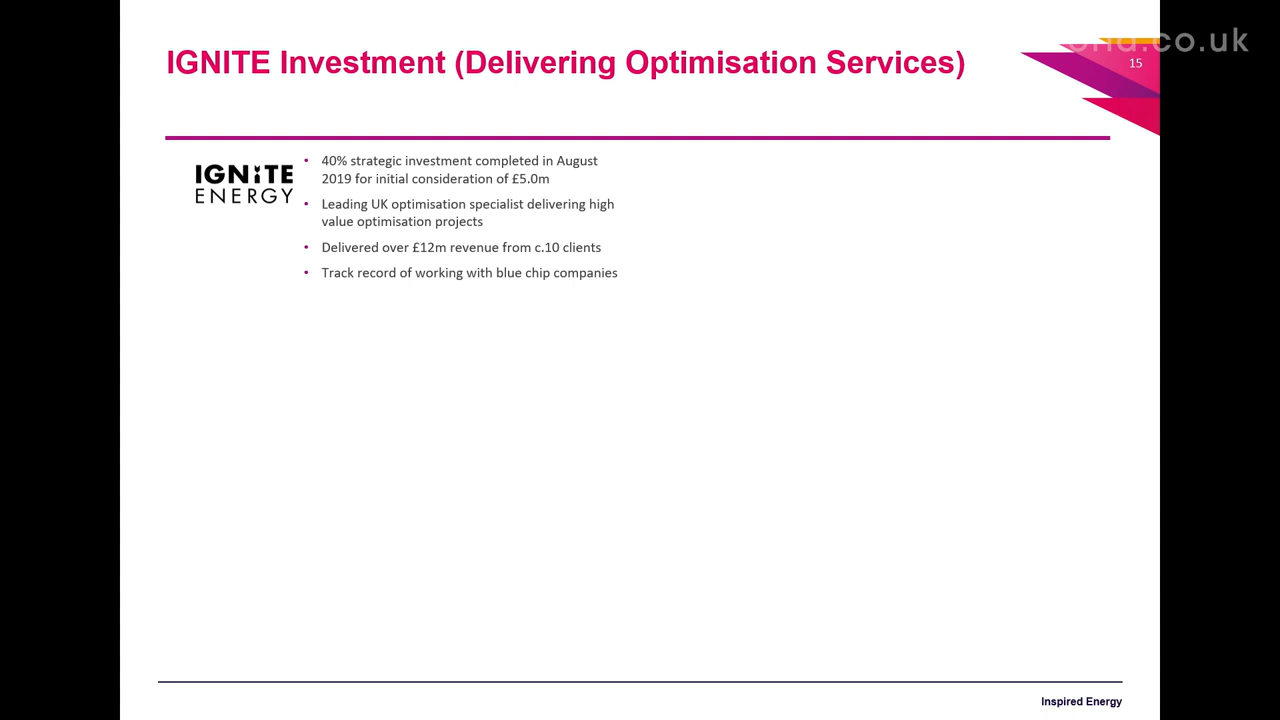 IGNITE Investment (Delivering Optimisation Services)
.co.uk
15
IGNiTE
ENERGY
• 40% strategic investment completed in August
2019 for initial consideration of £5.0m
• Leading UK optimisation specialist delivering high
value optimisation projects
• Delivered over £12m revenue from c.10 clients
• Track record of working with blue chip companies
Inspired Energy